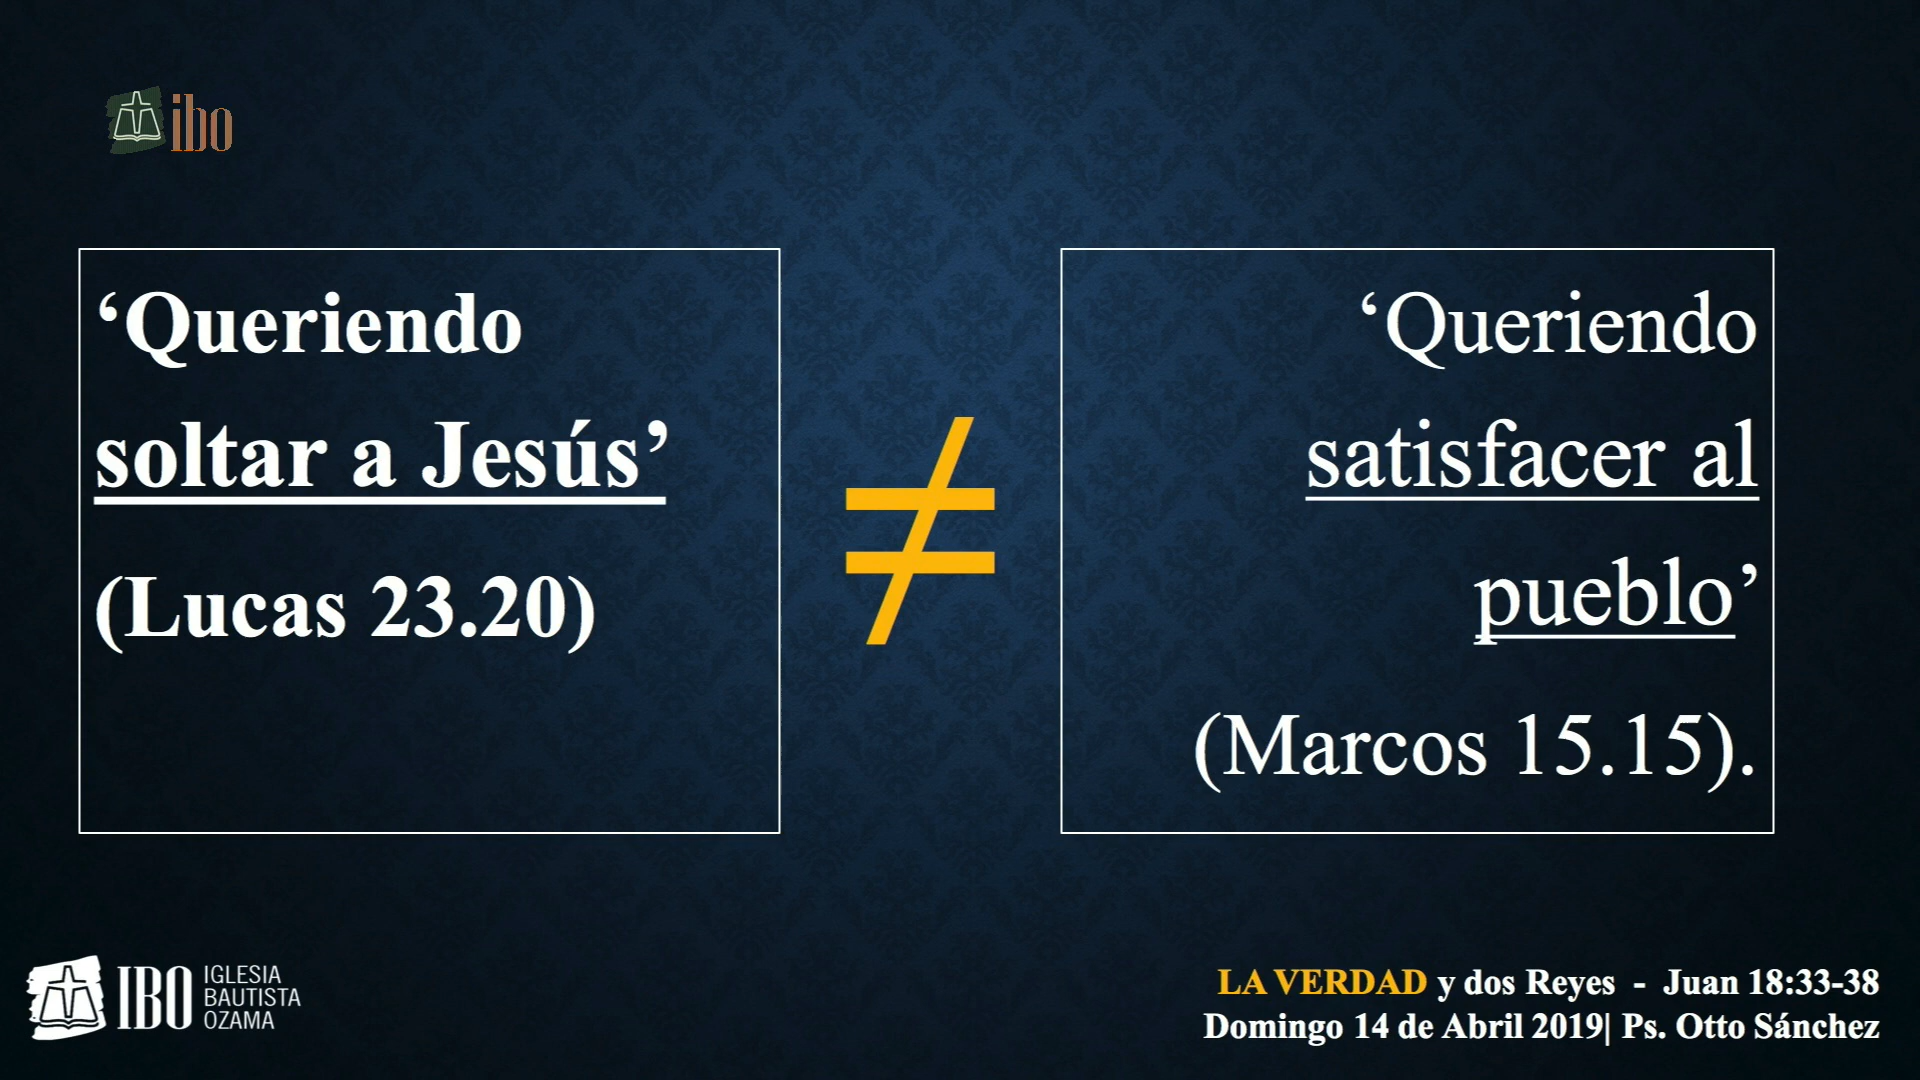 ibo
‘Queriendo
soltar a Jesús’
(Lucas 23.20)
≠
‘Queriendo
satisfacer al
pueblo’
(Marcos 15.15).
IBO
IGLESIA
BAUTISTA
OZAMA
LA VERDAD y dos Reyes - Juan 18:33-38
Domingo 14 de Abril 2019| Ps. Otto Sánchez